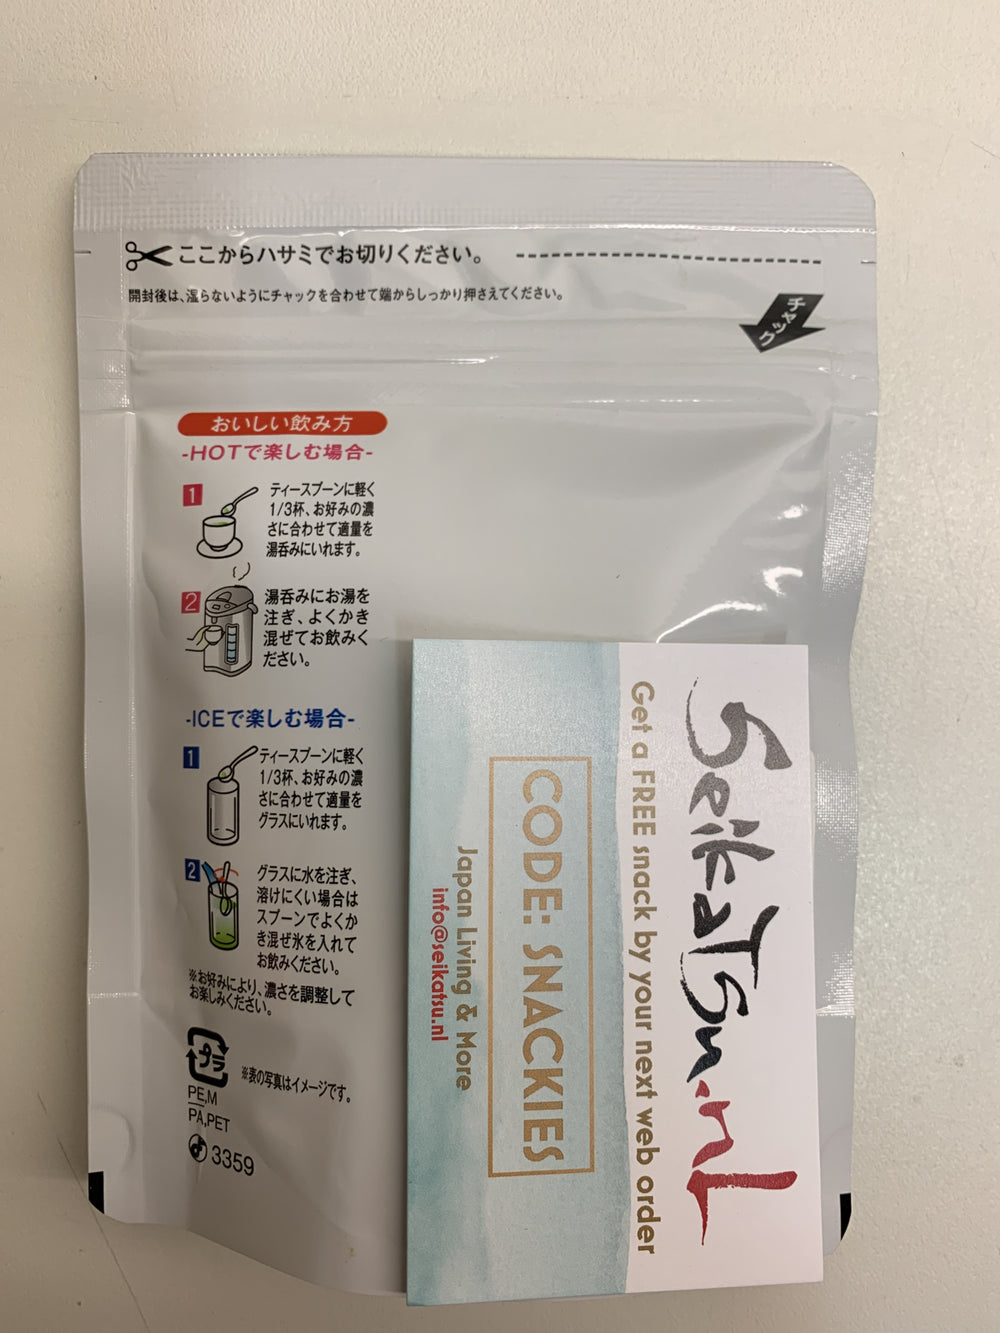 ここからハサミでお切りください。
開封後は、湿らないようにチャックを合わせて端からしっかり押さえてください。
チャック
おいしい飲み方
-HOTで楽しむ場合-
1
ティースプーンに軽く
1/3杯、お好みの濃
さに合わせて適量を
湯呑みにいれます。
2
湯呑みにお湯を
注ぎ、よくかき
混ぜてお飲みく
ださい。
-ICEで楽しむ場合-
1
ティースプーンに軽く
1/3杯、お好みの濃
さに合わせて適量を
グラスにいれます。
2
グラスに水を注ぎ、
溶けにくい場合は
スプーンでよくか
き混ぜ氷を入れて
お飲みください。
※お好みにより、濃さを調整して
お楽しみください。
プラ
PE,M
PA,PET
※表の写真はイメージです。
3359
SeikaTsu.nl
Get a FREE snack by your next web order
CODE: SNACKIES
Japan Living & More
info@seikatsu.nl